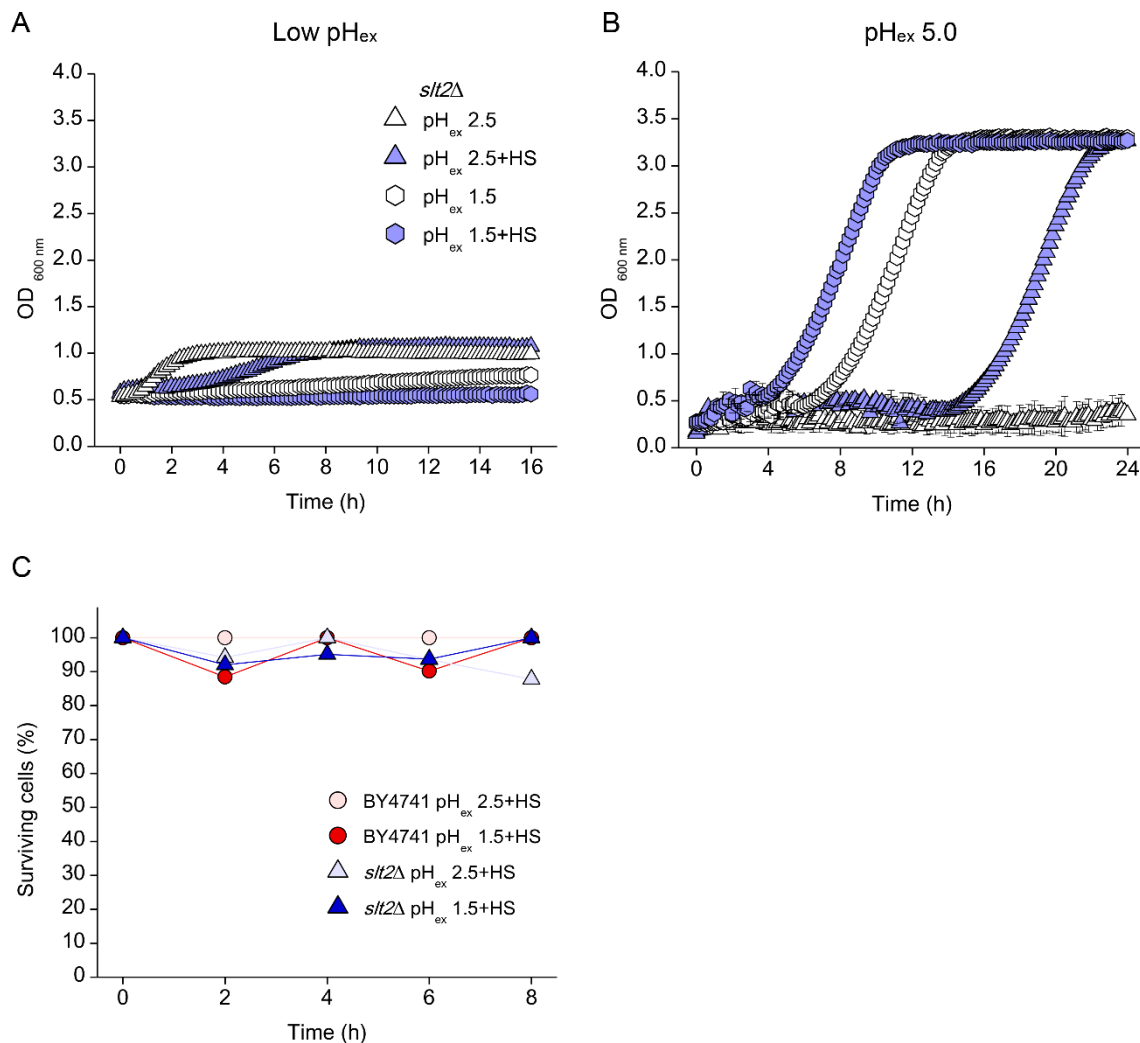 A
Low pHex
4.0
3.5
3.0
2.5
2.0
1.5
1.0
0.5
0.0
OD 600 nm
slt2Δ
pHex 2.5
pHex 2.5+HS
pHex 1.5
pHex 1.5+HS
0 2 4 6 8 10 12 14 16
Time (h)
B
pHex 5.0
4.0
3.5
3.0
2.5
2.0
1.5
1.0
0.5
0.0
OD 600 nm
0 4 8 12 16 20 24
Time (h)
C
100
90
80
70
60
50
40
30
20
10
0
Surviving cells (%)
BY4741 pHex 2.5+HS
BY4741 pHex 1.5+HS
slt2Δ pHex 2.5+HS
slt2Δ pHex 1.5+HS
0 2 4 6 8
Time (h)